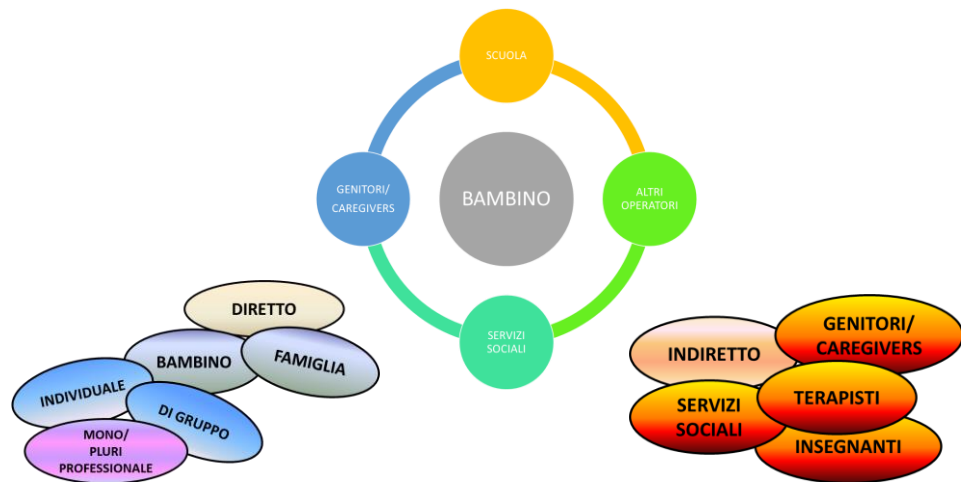 SCUOLA
GENITORI/
CAREGIVERS
BAMBINO
ALTRI
OPERATORI
SERVIZI
SOCIALI
DIRETTO
BAMBINO
FAMIGLIA
INDIVIDUALE
DI GRUPPO
MONO/
PLURI
PROFESSIONALE
INDIRETTO
GENITORI/
CAREGIVERS
SERVIZI
SOCIALI
TERAPISTI
INSEGNANTI